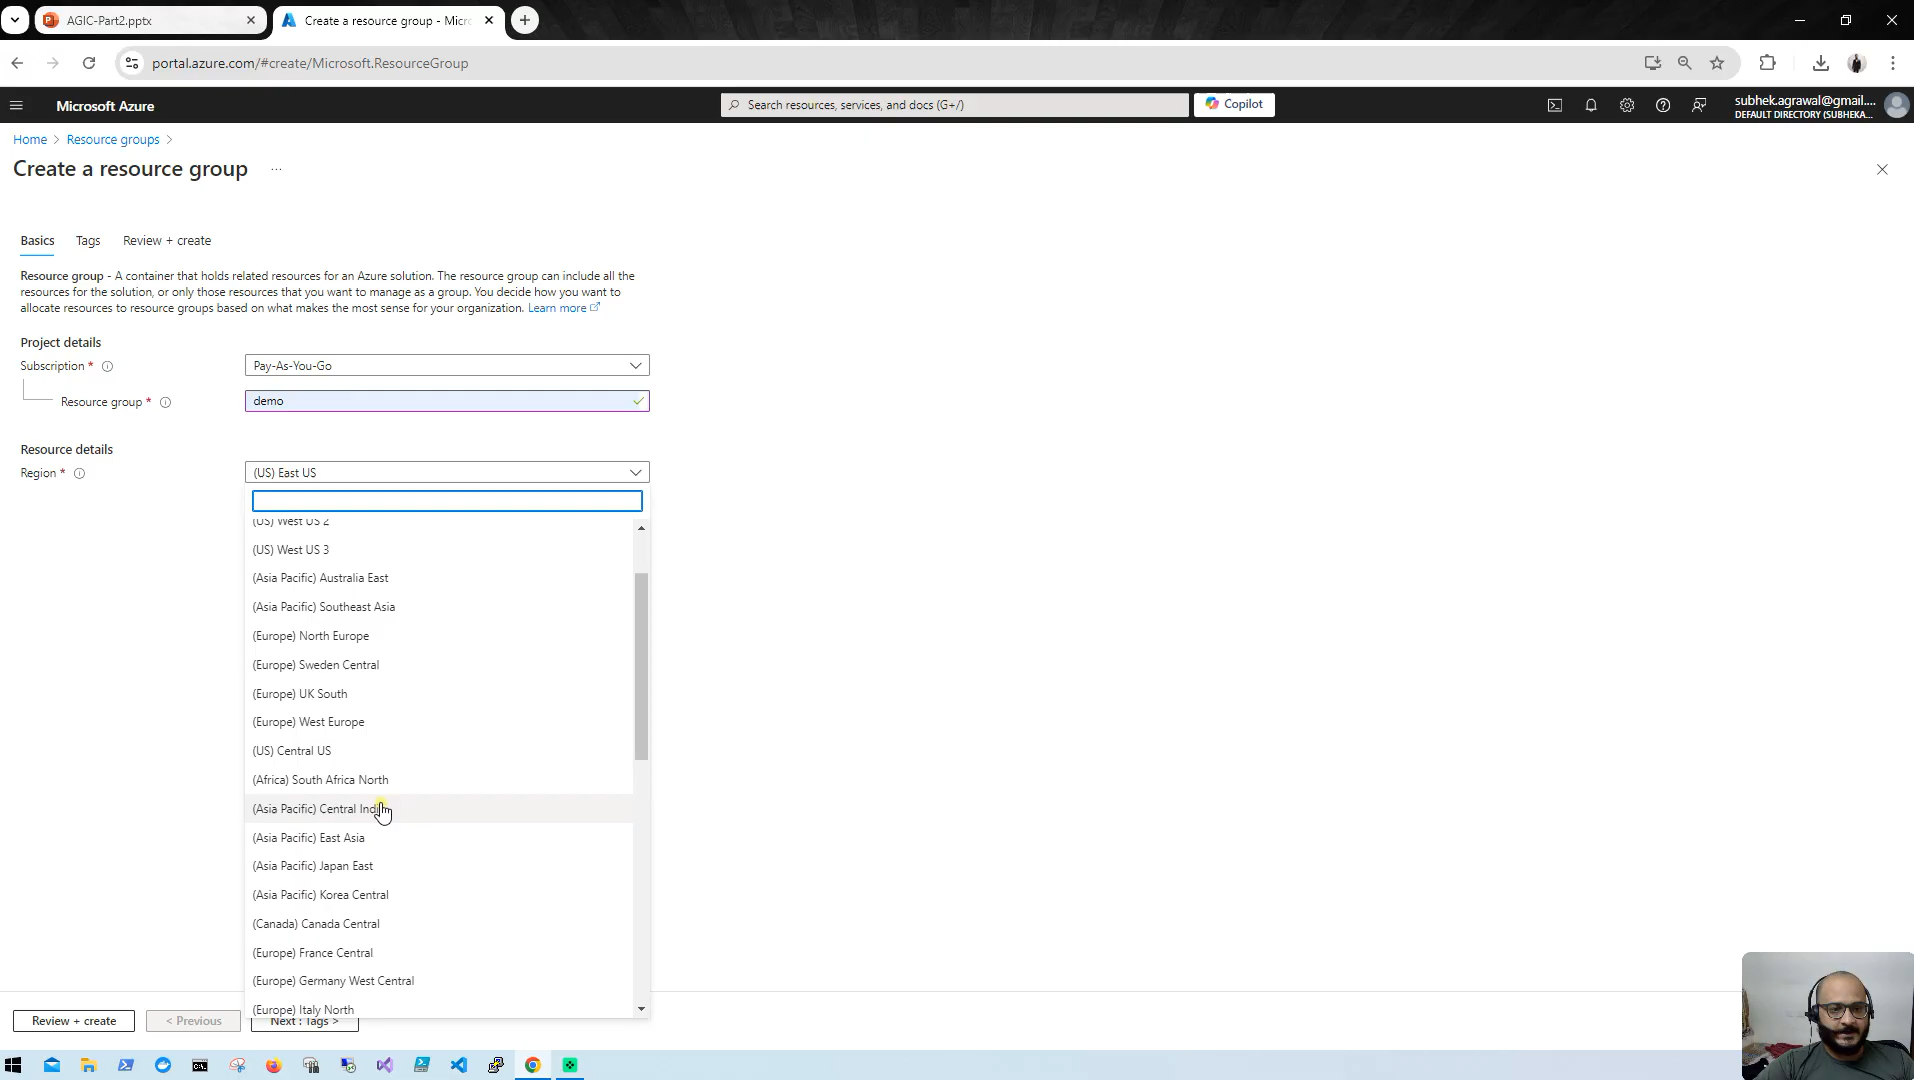 AGIC-Part2.pptx
Create a resource group - Micr
portal.azure.com/#create/Microsoft.ResourceGroup
Microsoft Azure
Search resources, services, and docs (G+/)
Copilot
subhek.agrawal@gmail....
DEFAULT DIRECTORY (SUBHEKA...
Home > Resource groups >
Create a resource group ...
Basics Tags Review + create
Resource group - A container that holds related resources for an Azure solution. The resource group can include all the
resources for the solution, or only those resources that you want to manage as a group. You decide how you want to
allocate resources to resource groups based on what makes the most sense for your organization. Learn more
Project details
Subscription * Pay-As-You-Go
Resource group * demo
Resource details
Region * (US) East US
(US) West US 2
(US) West US 3
(Asia Pacific) Australia East
(Asia Pacific) Southeast Asia
(Europe) North Europe
(Europe) Sweden Central
(Europe) UK South
(Europe) West Europe
(US) Central US
(Africa) South Africa North
(Asia Pacific) Central India
(Asia Pacific) East Asia
(Asia Pacific) Japan East
(Asia Pacific) Korea Central
(Canada) Canada Central
(Europe) France Central
(Europe) Germany West Central
(Europe) Italy North
Review + create < Previous Next : Tags >